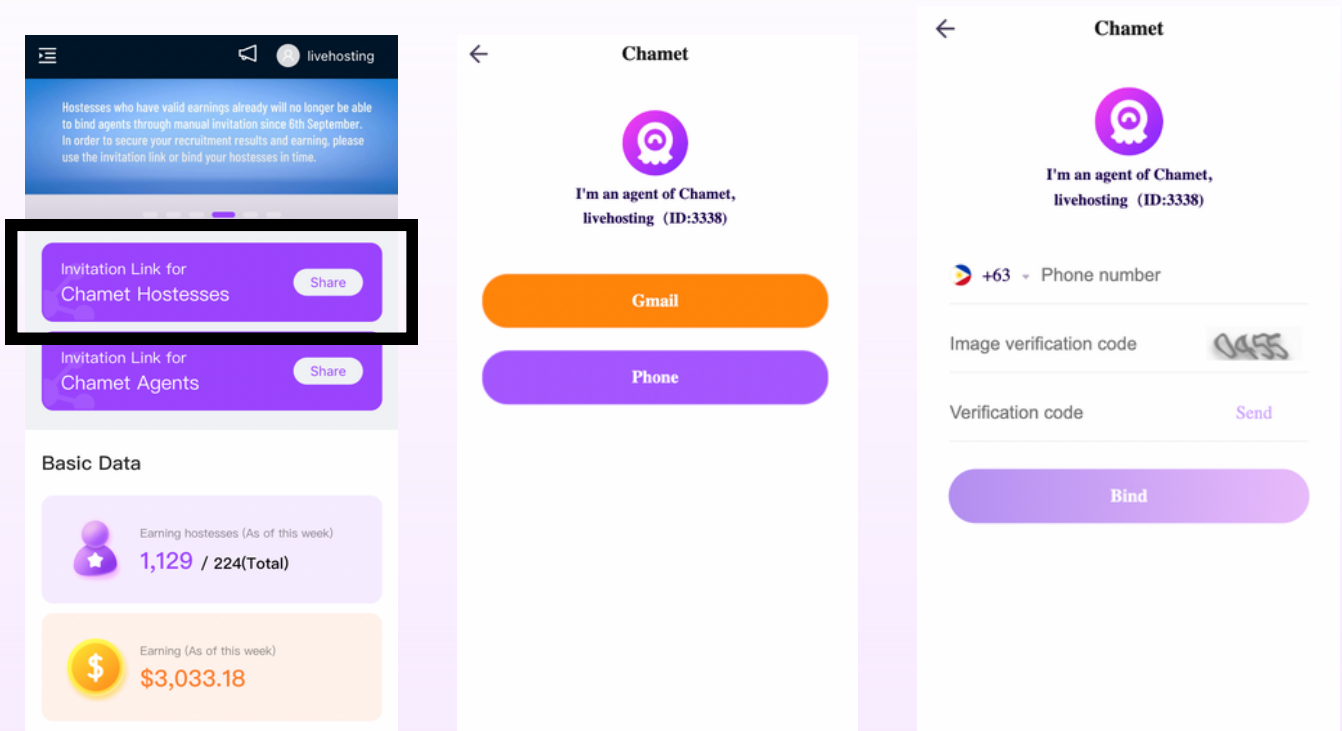 livehosting
Hostesses who have valid earnings already will no longer be able
to bind agents through manual invitation since 6th September.
In order to secure your recruitment results and earning, please
use the invitation link or bind your hostesses in time.
Invitation Link for
Chamet Hostesses
Share
Invitation Link for
Chamet Agents
Share
Basic Data
Earning hostesses (As of this week)
1,129 / 224(Total)
$
Earning (As of this week)
$3,033.18
Chamet
I'm an agent of Chamet,
livehosting (ID:3338)
Gmail
Phone
Chamet
I'm an agent of Chamet,
livehosting (ID:3338)
+63 Phone number
Image verification code 0455
Verification code Send
Bind